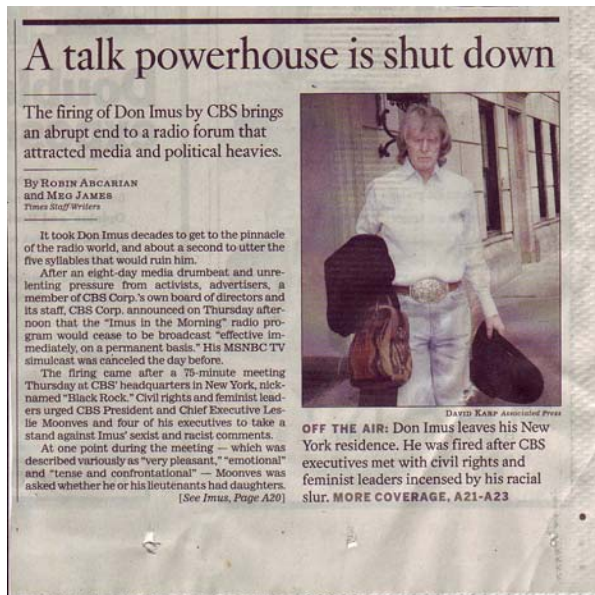 A talk powerhouse is shut down
The firing of Don Imus by CBS brings
an abrupt end to a radio forum that
attracted media and political heavies.
By ROBIN ABCARIAN
and MEG JAMES
Times Staff Writers
It took Don Imus decades to get to the pinnacle
of the radio world, and about a second to utter the
five syllables that would ruin him.
After an eight-day media drumbeat and unre-
lenting pressure from activists, advertisers, a
member of CBS Corp.'s own board of directors and
its staff, CBS Corp. announced on Thursday after-
noon that the "Imus in the Morning" radio pro-
gram would cease to be broadcast "effective im-
mediately, on a permanent basis." His MSNBC TV
simulcast was canceled the day before.
The firing came after a 75-minute meeting
Thursday at CBS' headquarters in New York, nick-
named "Black Rock." Civil rights and feminist lead-
ers urged CBS President and Chief Executive Les-
lie Moonves and four of his executives to take a
stand against Imus' sexist and racist comments.
At one point during the meeting — which was
described variously as "very pleasant," "emotional"
and "tense and confrontational" — Moonves was
asked whether he or his lieutenants had daughters.
[See Imus, Page A20]
DAVID KARP Associated Press
OFF THE AIR: Don Imus leaves his New
York residence. He was fired after CBS
executives met with civil rights and
feminist leaders incensed by his racial
slur. MORE COVERAGE, A21-A23